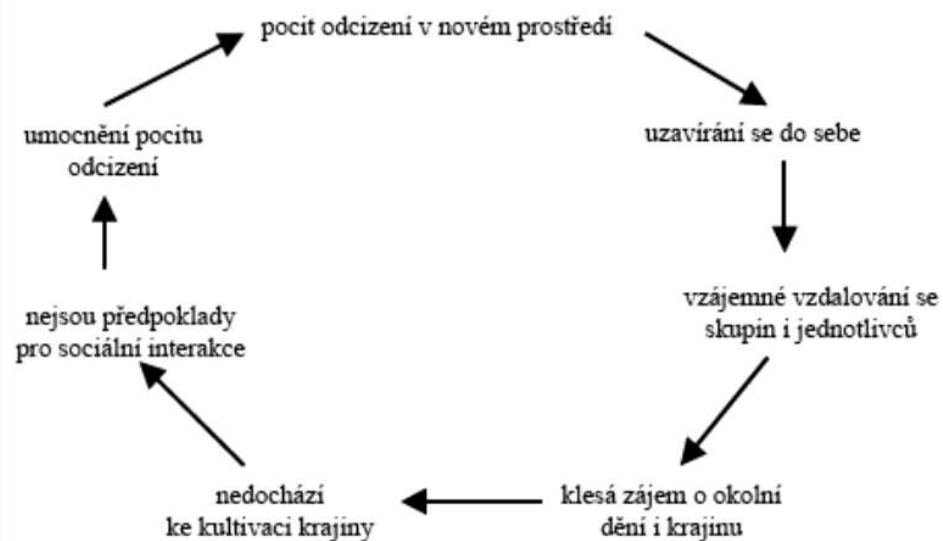 pocit odcizení v novém prostředí
uzavírání se do sebe
vzájemné vzdalování se
skupin i jednotlivců
klesá zájem o okolní
dění i krajinu
nedochází
ke kultivaci krajiny
nejsou předpoklady
pro sociální interakce
umocnění pocitu
odcizení